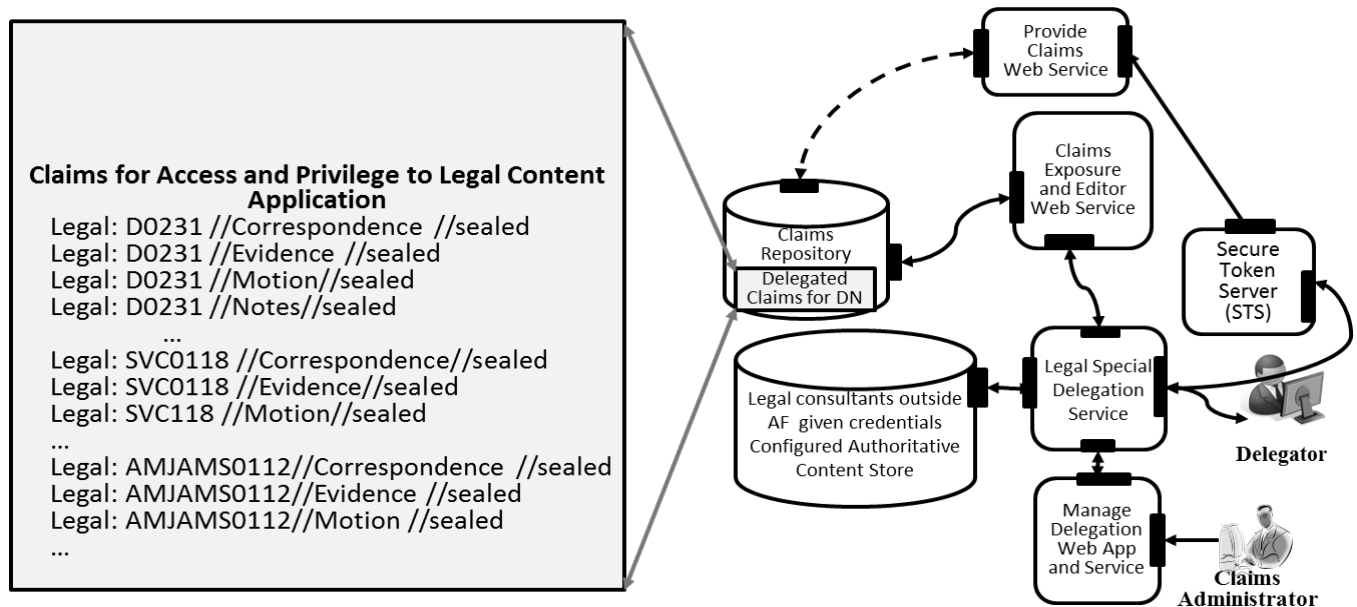 Claims for Access and Privilege to Legal Content
Application
Legal: D0231 //Correspondence //sealed
Legal: D0231 //Evidence //sealed
Legal: D0231 //Motion//sealed
Legal: D0231 //Notes//sealed
...
Legal: SVC0118 //Correspondence//sealed
Legal: SVC0118 //Evidence//sealed
Legal: SVC118 //Motion//sealed
...
Legal: AMJAMS0112//Correspondence //sealed
Legal: AMJAMS0112//Evidence //sealed
Legal: AMJAMS0112//Motion //sealed
...
Provide
Claims
Web Service
Claims
Exposure
and Editor
Web Service
Claims
Repository
Delegated
Claims for DN
Secure
Token
Server
(STS)
Legal consultants outside
AF given credentials
Configured Authoritative
Content Store
Legal Special
Delegation
Service
Delegator
Manage
Delegation
Web App
and Service
Claims
Administrator